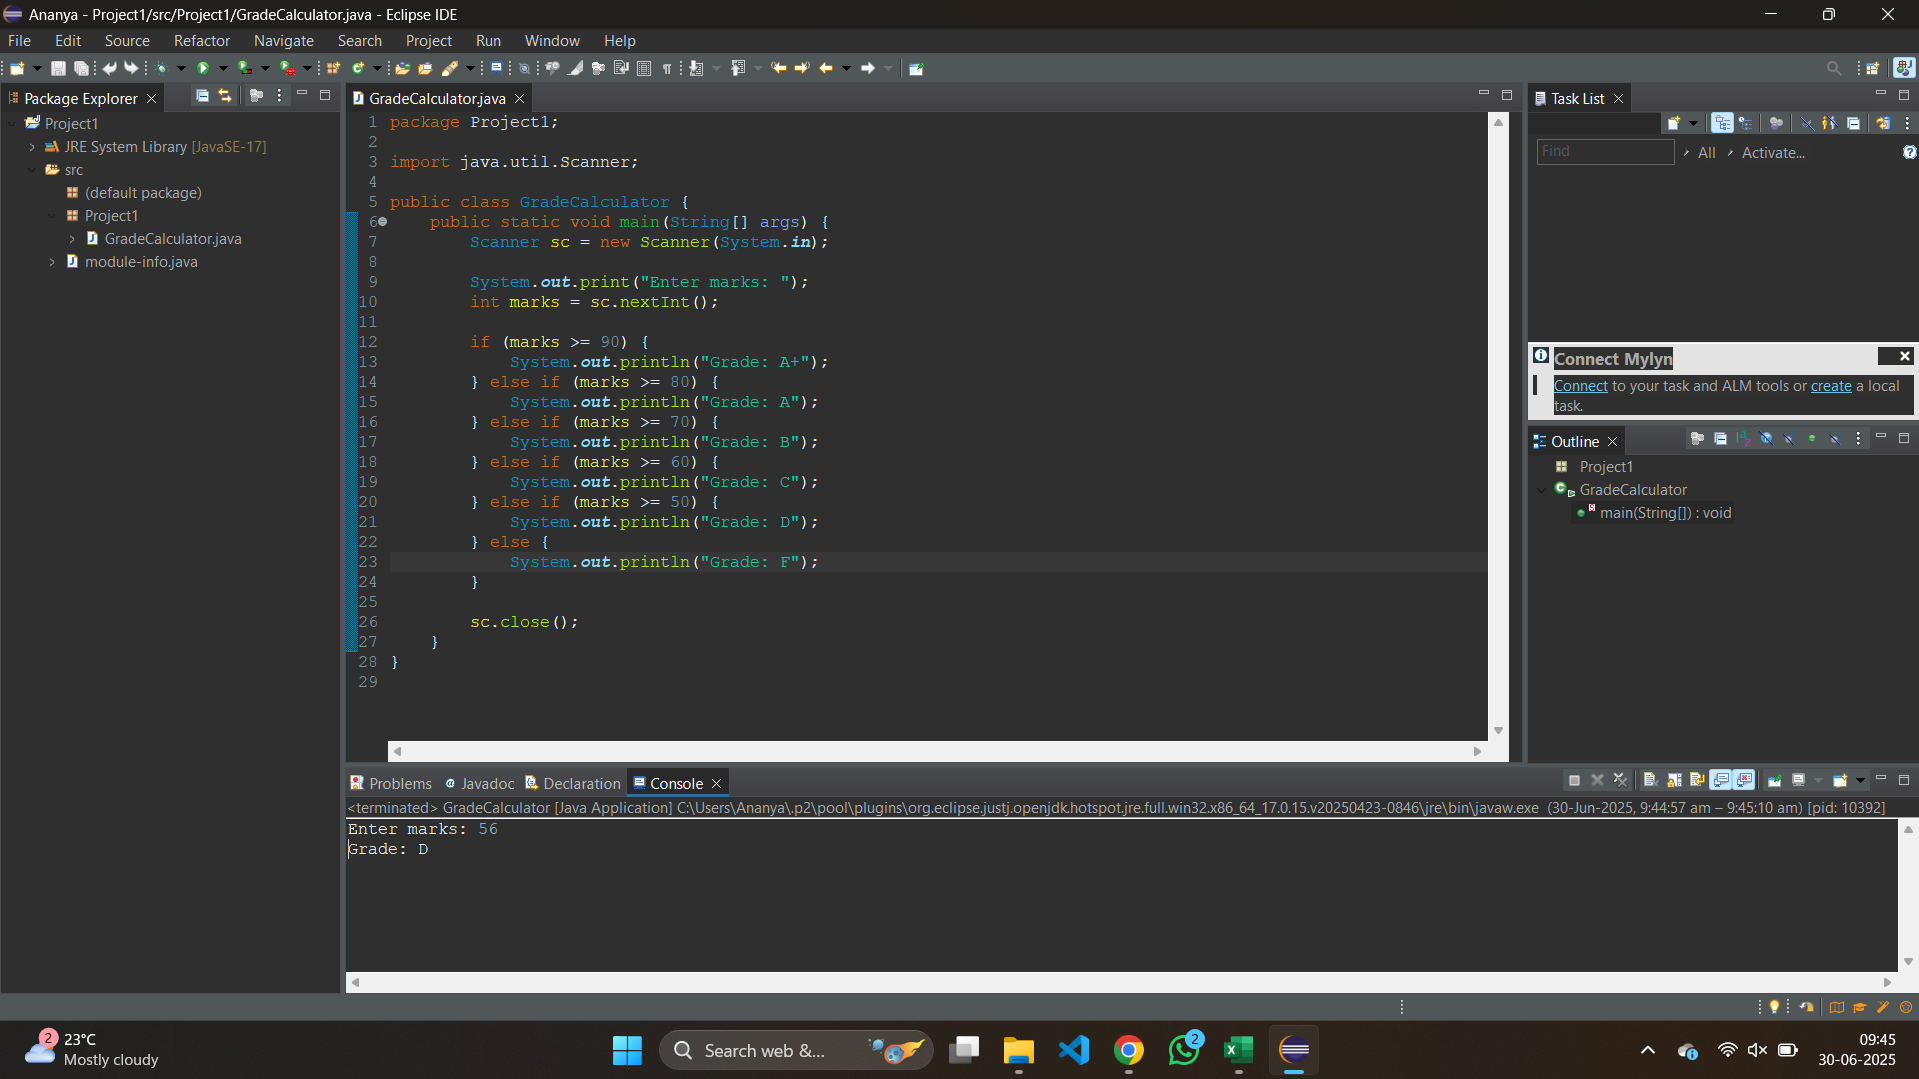 Ananya - Project1/src/Project1/GradeCalculator.java - Eclipse IDE
File Edit Source Refactor Navigate Search Project Run Window Help
Package Explorer
Project1
JRE System Library [JavaSE-17]
src
(default package)
Project1
GradeCalculator.java
module-info.java
GradeCalculator.java
1 package Project1;
2
3 import java.util.Scanner;
4
5 public class GradeCalculator {
6 public static void main(String[] args) {
7 Scanner sc = new Scanner(System.in);
8
9 System.out.print("Enter marks: ");
10 int marks = sc.nextInt();
11
12 if (marks >= 90) {
13 System.out.println("Grade: A+");
14 } else if (marks >= 80) {
15 System.out.println("Grade: A");
16 } else if (marks >= 70) {
17 System.out.println("Grade: B");
18 } else if (marks >= 60) {
19 System.out.println("Grade: C");
20 } else if (marks >= 50) {
21 System.out.println("Grade: D");
22 } else {
23 System.out.println("Grade: F");
24 }
25
26 sc.close();
27 }
28 }
29
Task List
Find All Activate...
Connect Mylyn
Connect to your task and ALM tools or create a local
task.
Outline
Project1
GradeCalculator
main(String[]) : void
Problems Javadoc Declaration Console
<terminated> GradeCalculator [Java Application] C:\Users\Ananya\.p2\pool\plugins\org.eclipse.justj.openjdk.hotspot.jre.full.win32.x86_64_17.0.15.v20250423-0846\jre\bin\javaw.exe (30-Jun-2025, 9:44:57 am – 9:45:10 am) [pid: 10392]
Enter marks: 56
Grade: D
2
23°C
Mostly cloudy
Search web &...
2
09:45
30-06-2025